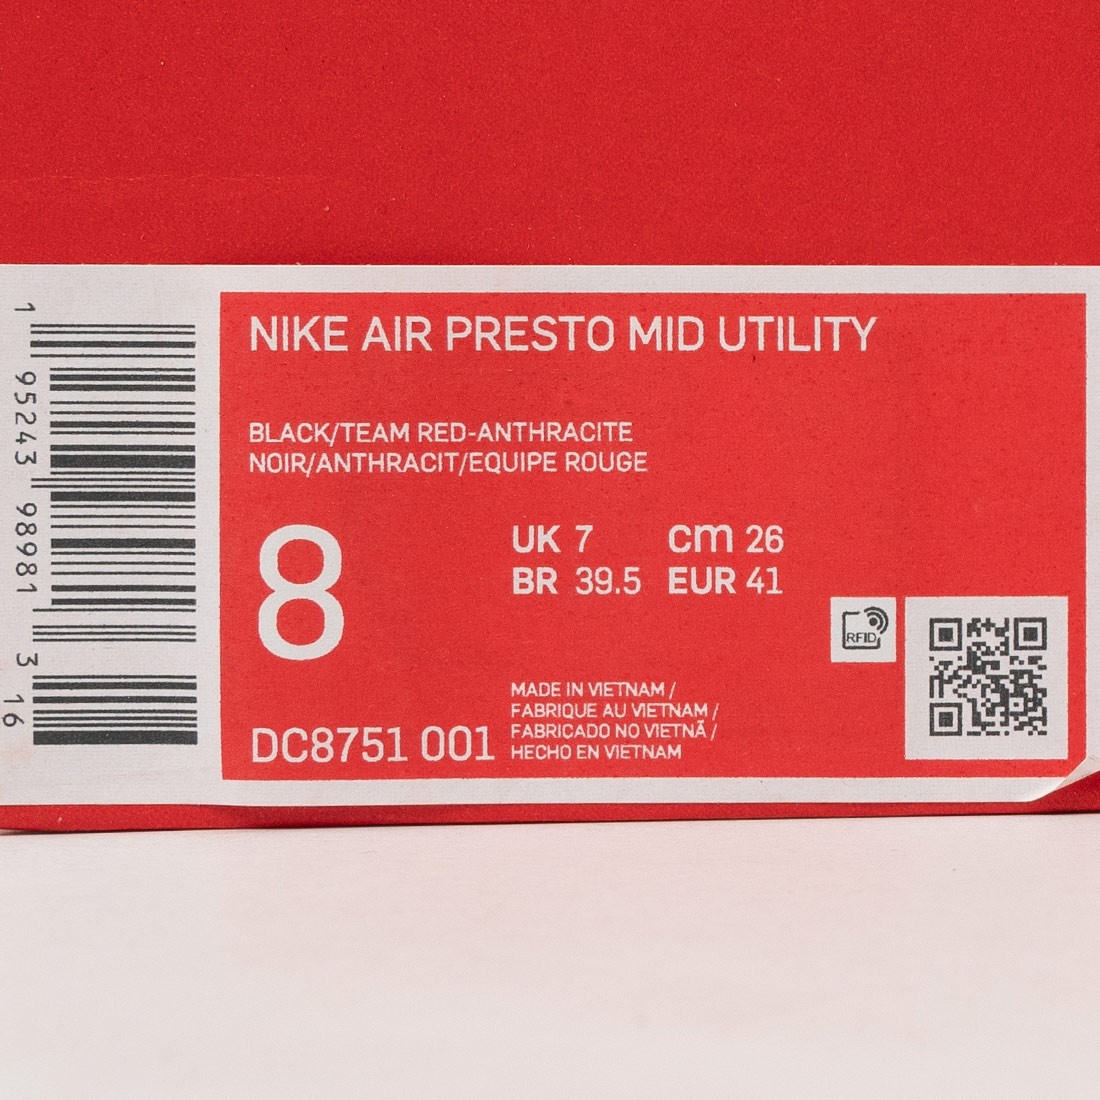 NIKE AIR PRESTO MID UTILITY
BLACK/TEAM RED-ANTHRACITE
NOIR/ANTHRACIT/EQUIPE ROUGE
8
UK 7 cm 26
BR 39.5 EUR 41
RFID
MADE IN VIETNAM /
FABRIQUE AU VIETNAM /
FABRICADO NO VIETNÃ /
HECHO EN VIETNAM
DC8751 001
1 95243 98981 3 16